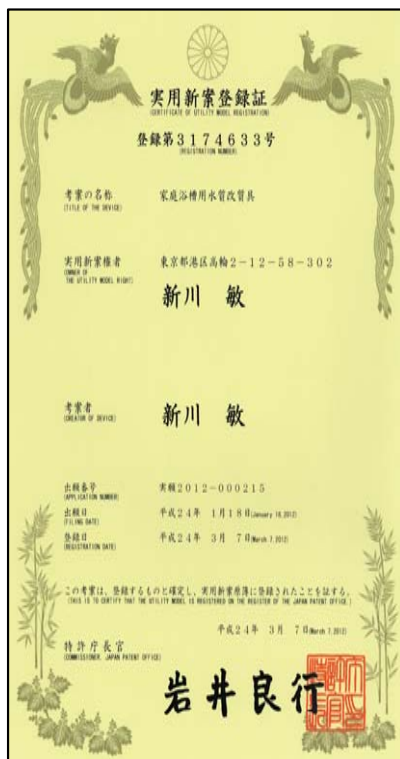 実用新案登録証
(CERTIFICATE OF UTILITY MODEL REGISTRATION)
登録第3174633号
(REGISTRATION NUMBER)
考案の名称 家庭浴槽用水質改質具
(TITLE OF THE DEVICE)
実用新案権者 東京都港区高輪2-12-58-302
(OWNER OF
THE UTILITY MODEL RIGHT)
新川 敏
考案者 新川 敏
(CREATOR OF DEVICE)
出願番号 実願2012-000215
(APPLICATION NUMBER)
出願日 平成24年 1月18日(January 18,2012)
(FILING DATE)
登録日 平成24年 3月 7日(March 7,2012)
(REGISTRATION DATE)
この考案は、登録するものと確定し、実用新案原簿に登録されたことを証する。
(THIS IS TO CERTIFY THAT THE UTILITY MODEL IS REGISTERED ON THE REGISTER OF THE JAPAN PATENT OFFICE.)
平成24年 3月 7日(March 7,2012)
特許庁長官
(COMMISSIONER, JAPAN PATENT OFFICE)
岩井良行